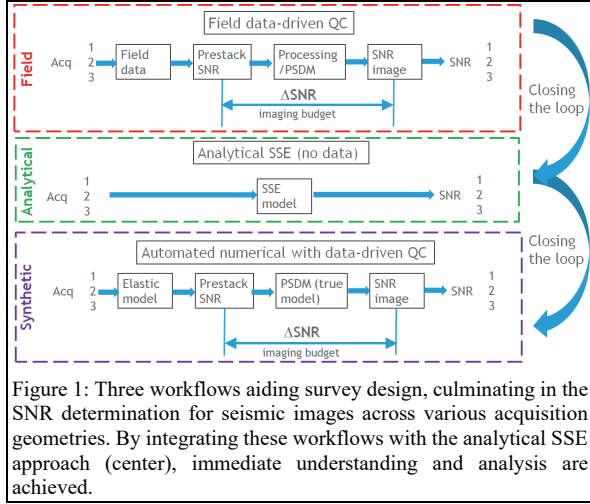 Field data-driven QC
Field
Acq
1
2
3
Field
data
Prestack
SNR
Processing
/PSDM
SNR
image
SNR
1
2
3
ΔSNR
imaging budget
Closing
the loop
Analytical SSE (no data)
Analytical
Acq
1
2
3
SSE
model
SNR
1
2
3
Closing
the loop
Automated numerical with data-driven QC
Synthetic
Acq
1
2
3
Elastic
model
Prestack
SNR
PSDM (true
model)
SNR
image
SNR
1
2
3
ΔSNR
imaging budget
Figure 1: Three workflows aiding survey design, culminating in the
SNR determination for seismic images across various acquisition
geometries. By integrating these workflows with the analytical SSE
approach (center), immediate understanding and analysis are
achieved.